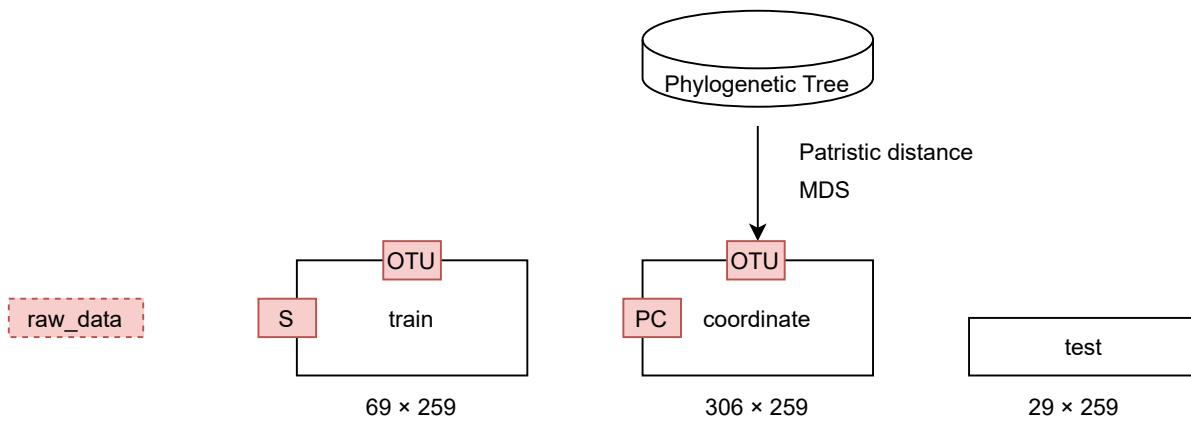 Phylogenetic Tree
Patristic distance
MDS
OTU
OTU
raw_data
S
train
PC
coordinate
test
69 × 259
306 × 259
29 × 259